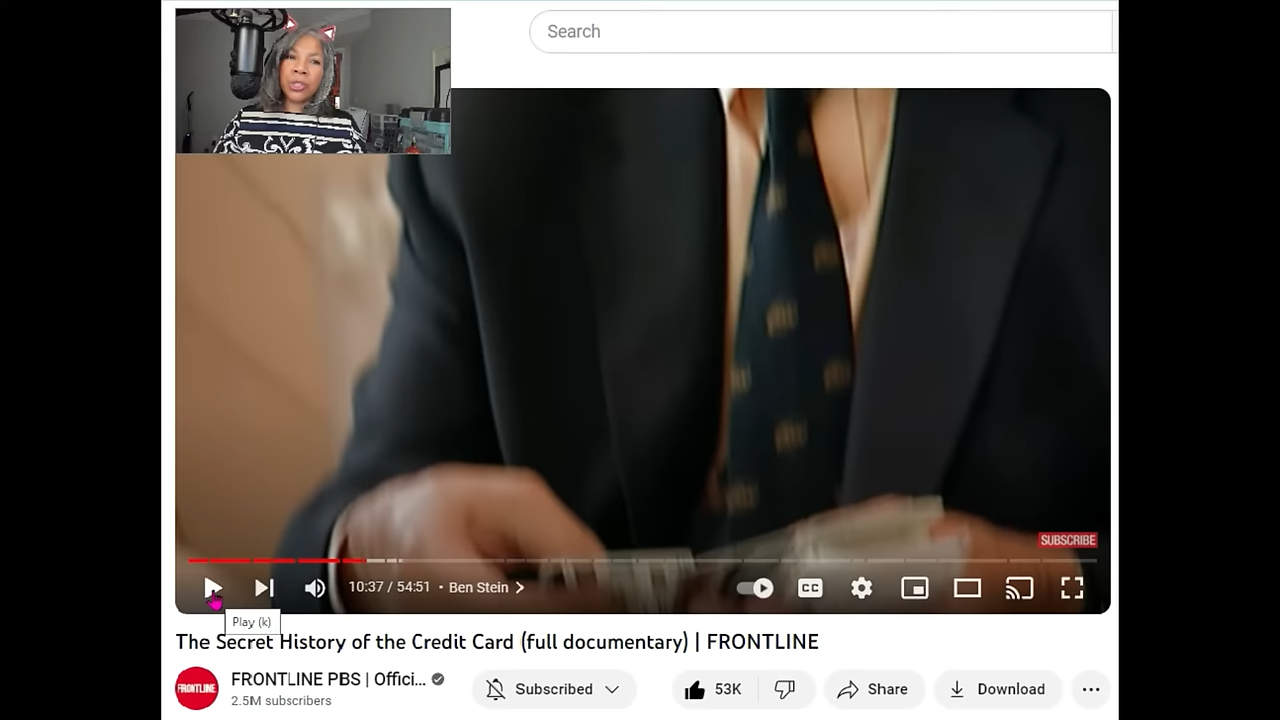 Search
SUBSCRIBE
10:37 / 54:51 • Ben Stein
CC
Play (k)
The Secret History of the Credit Card (full documentary) | FRONTLINE
FRONTLINE
FRONTLINE PBS | Offici...
2.5M subscribers
Subscribed
53K
Share
Download